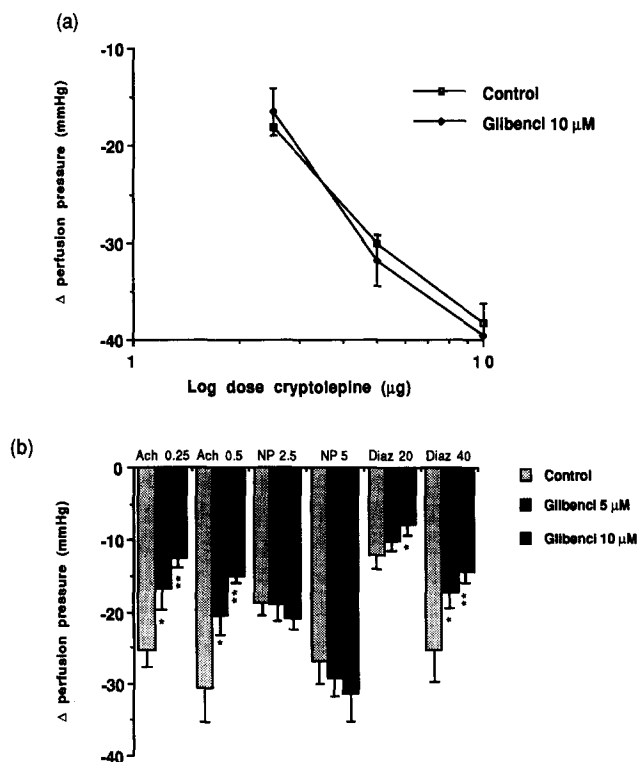 (a)
-10
-20
-30
-40
Δ perfusion pressure (mmHg)
Control
Glibencl 10 μM
1
10
Log dose cryptolepine (μg)
(b)
Ach 0.25 Ach 0.5 NP 2.5 NP 5 Diaz 20 Diaz 40
0
-10
-20
-30
-40
Δ perfusion pressure (mmHg)
* ** * ** * * **
Control
Glibencl 5 μM
Glibencl 10 μM